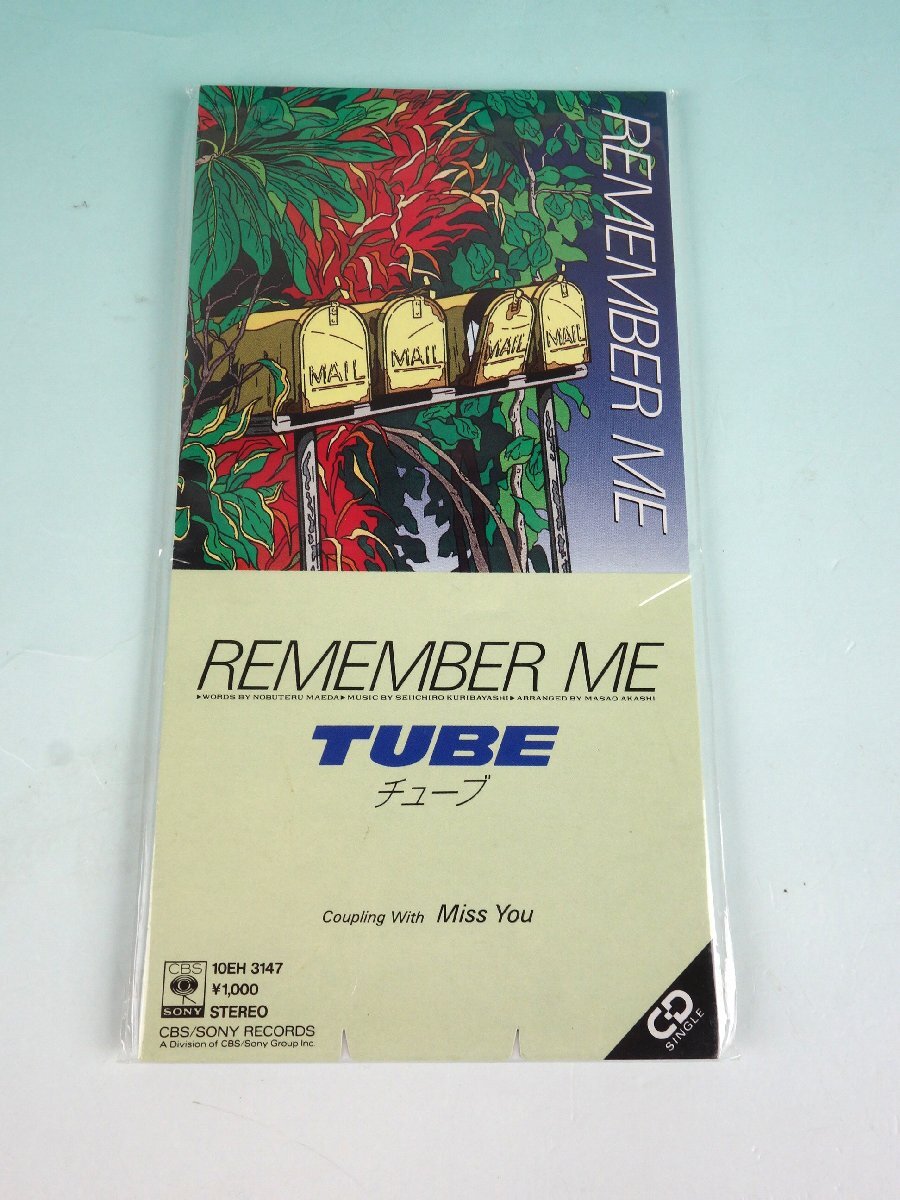 REMEMBER ME
MAIL
MAIL
MAIL
MAIL
REMEMBER ME
▶WORDS BY NOBUTERU MAEDA▶MUSIC BY SEIICHIRO KURIBAYASHI▶ARRANGED BY MASAO AKASHI
TUBE
チューブ
Coupling With Miss You
CBS
SONY
10EH 3147
¥1,000
STEREO
CBS/SONY RECORDS
A Division of CBS/Sony Group Inc.
CD
SINGLE